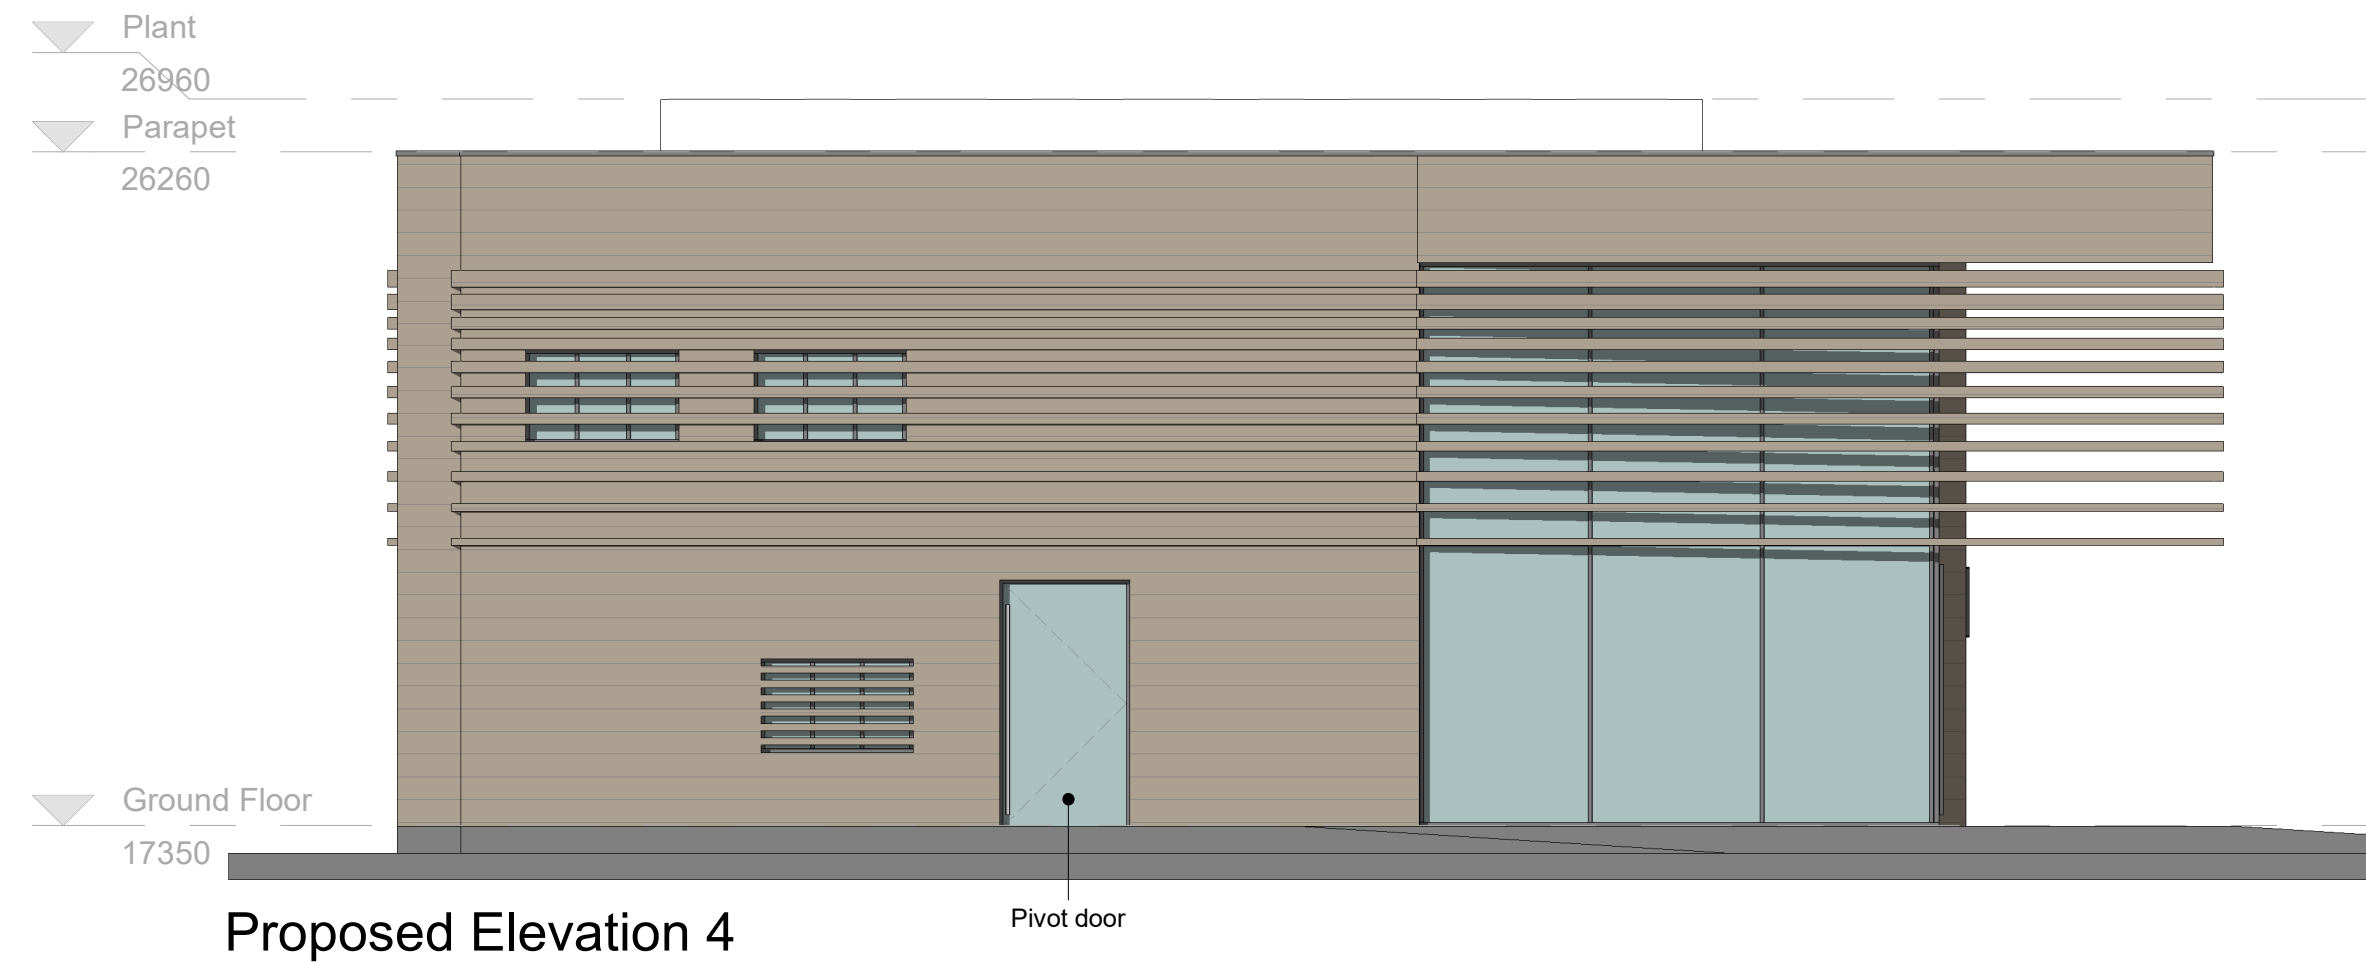 Plant
26960
Parapet
26260
Ground Floor
17350
Pivot door
Proposed Elevation 4